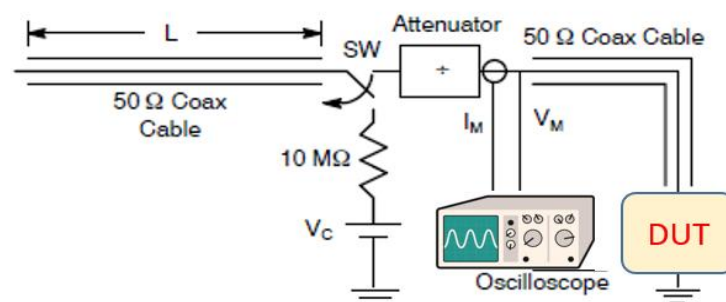 L
SW
Attenuator
50 Ω Coax Cable
50 Ω Coax
Cable
÷
I_M
V_M
10 MΩ
V_C
DUT
Oscilloscope